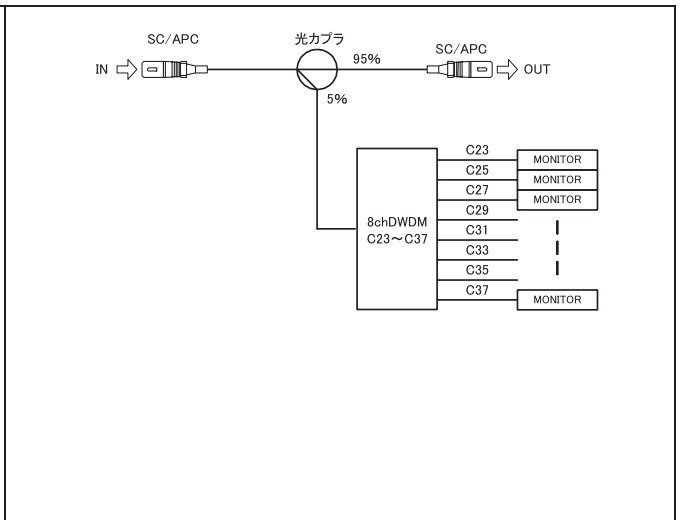 SC/APC
光カプラ
SC/APC
IN
95%
OUT
5%
C23
MONITOR
C25
MONITOR
C27
MONITOR
C29
8chDWDM
C23～C37
C31
C33
C35
C37
MONITOR